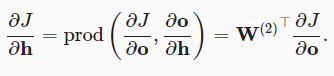 ∂J/∂h = prod(∂J/∂o, ∂o/∂h) = W⁽²⁾⊤ ∂J/∂o.